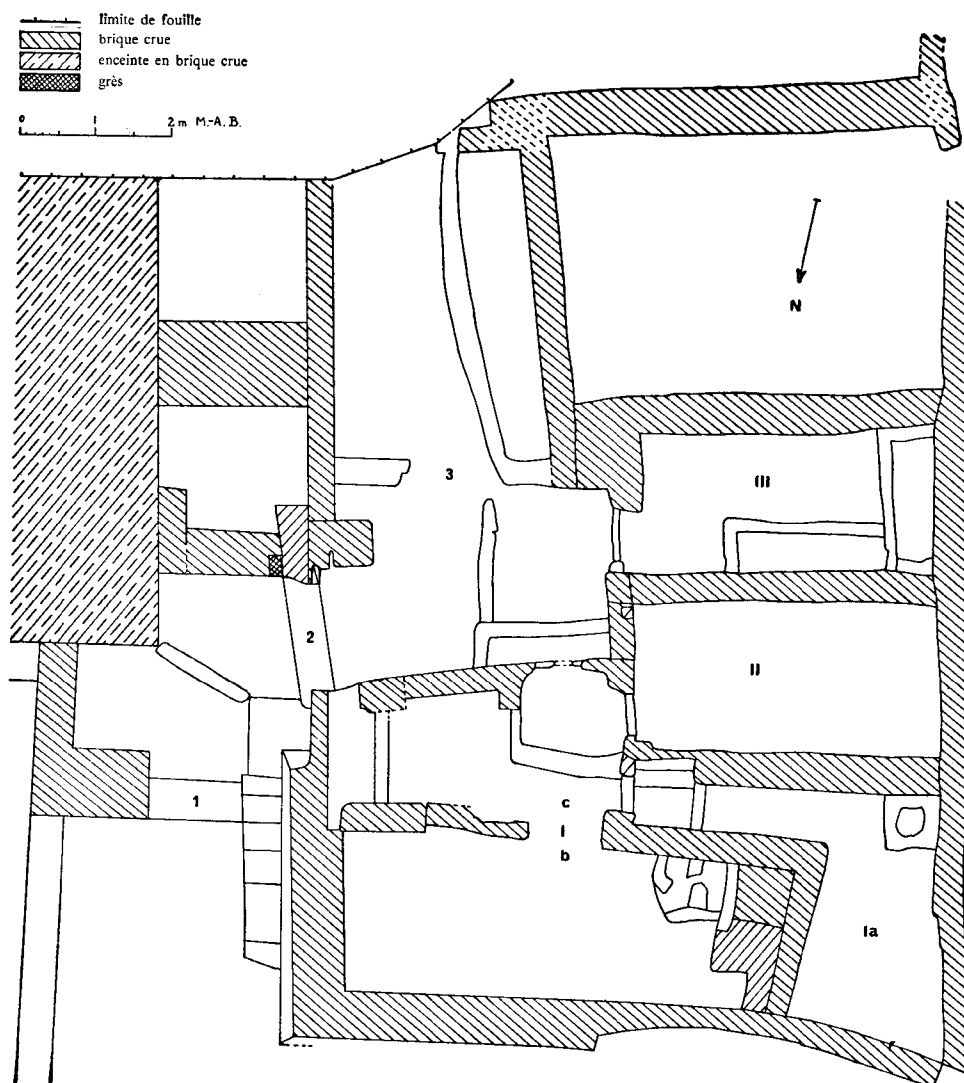 limite de fouille
brique crue
enceinte en brique crue
grès
0 1 2 m M.-A.B.
N
3
III
2
II
1
c
I
b
Ia